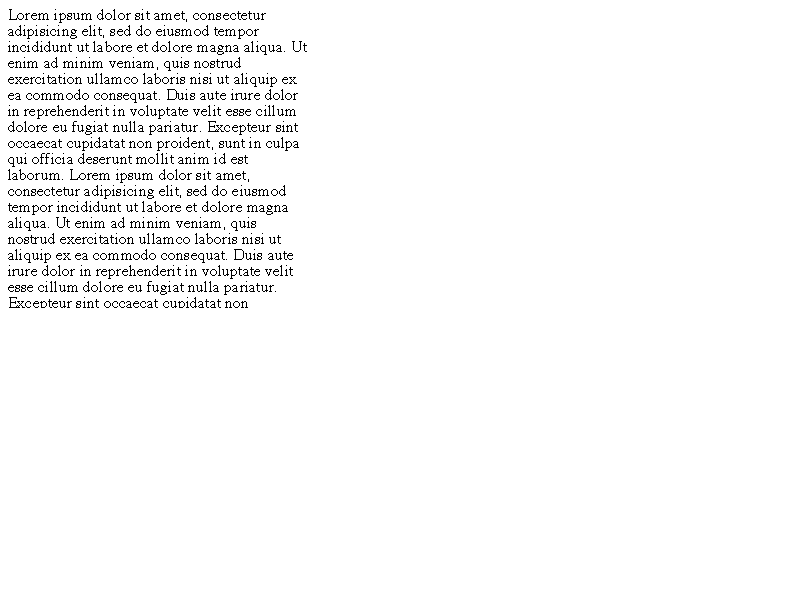 Lorem ipsum dolor sit amet, consectetur
adipisicing elit, sed do eiusmod tempor
incididunt ut labore et dolore magna aliqua. Ut
enim ad minim veniam, quis nostrud
exercitation ullamco laboris nisi ut aliquip ex
ea commodo consequat. Duis aute irure dolor
in reprehenderit in voluptate velit esse cillum
dolore eu fugiat nulla pariatur. Excepteur sint
occaecat cupidatat non proident, sunt in culpa
qui officia deserunt mollit anim id est
laborum. Lorem ipsum dolor sit amet,
consectetur adipisicing elit, sed do eiusmod
tempor incididunt ut labore et dolore magna
aliqua. Ut enim ad minim veniam, quis
nostrud exercitation ullamco laboris nisi ut
aliquip ex ea commodo consequat. Duis aute
irure dolor in reprehenderit in voluptate velit
esse cillum dolore eu fugiat nulla pariatur.
Excepteur sint occaecat cupidatat non